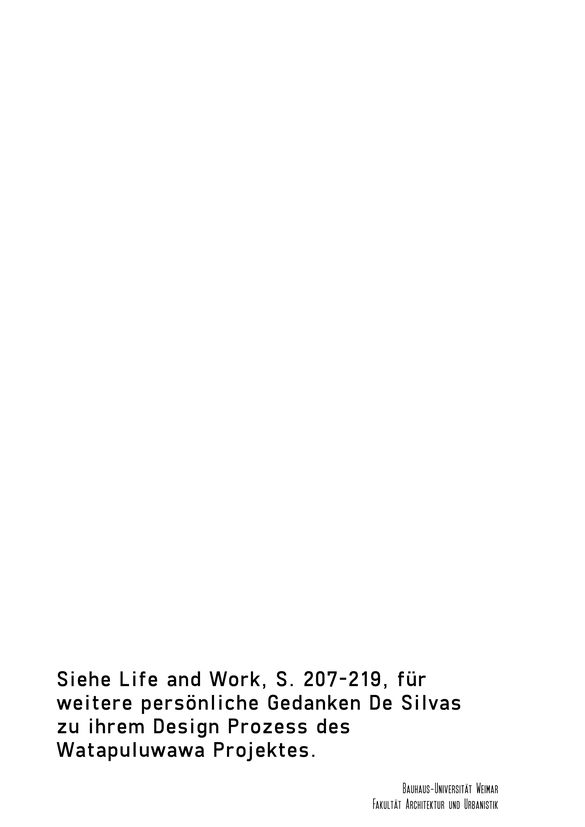 Siehe Life and Work, S. 207-219, für
weitere persönliche Gedanken De Silvas
zu ihrem Design Prozess des
Watapuluwawa Projektes.
Bauhaus-Universität Weimar
Fakultät Architektur und Urbanistik